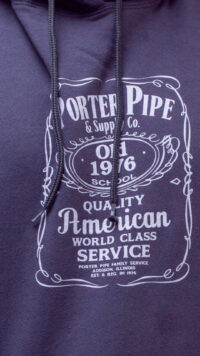 PORTER PIPE
& Supply Co.
Old
1976
SCHOOL
QUALITY
American
WORLD CLASS
SERVICE
PORTER PIPE FAMILY SERVICE
ADDISON, ILLINOIS
EST. & REG. IN 1976